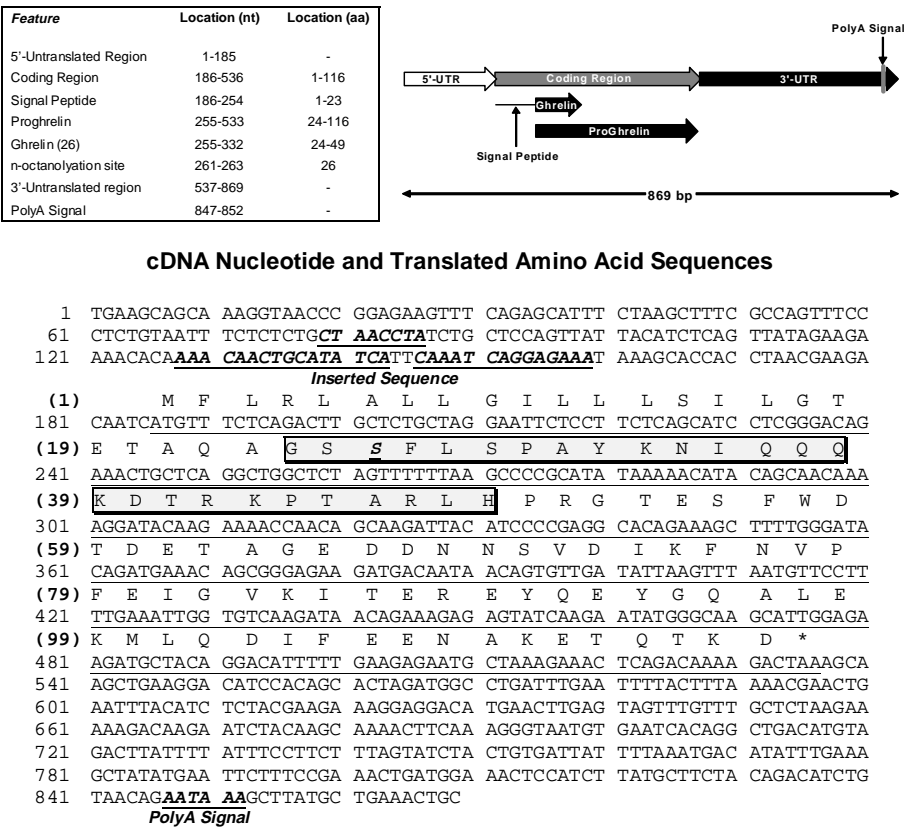 Feature Location (nt) Location (aa)
5'-Untranslated Region 1-185 -
Coding Region 186-536 1-116
Signal Peptide 186-254 1-23
Proghrelin 255-533 24-116
Ghrelin (26) 255-332 24-49
n-octanolyation site 261-263 26
3'-Untranslated region 537-869 -
PolyA Signal 847-852 -
PolyA Signal
5'-UTR Coding Region 3'-UTR
Ghrelin
ProGhrelin
Signal Peptide
869 bp
cDNA Nucleotide and Translated Amino Acid Sequences
1 TGAAGCAGCA AAGGTAACCC GGAGAAGTTT CAGAGCATTT CTAAGCTTTC GCCAGTTTCC
61 CTCTGTAATT TCTCTCTGCT AACCTATCTG CTCCAGTTAT TACATCTCAG TTATAGAAGA
121 AAACACAAAA CAACTGCATA TCATTCAAAT CAGGAGAAAT AAAGCACCAC CTAACGAAGA
Inserted Sequence
(1) M F L R L A L L G I L L L S I L G T
181 CAATCATGTT TCTCAGACTT GCTCTGCTAG GAATTCTCCT TCTCAGCATC CTCGGGACAG
(19) E T A Q A G S S F L S P A Y K N I Q Q Q
241 AAACTGCTCA GGCTGGCTCT AGTTTTTTAA GCCCCGCATA TAAAAACATA CAGCAACAAA
(39) K D T R K P T A R L H P R G T E S F W D
301 AGGATACAAG AAAACCAACA GCAAGATTAC ATCCCCGAGG CACAGAAAGC TTTTGGGATA
(59) T D E T A G E D D N N S V D I K F N V P
361 CAGATGAAAC AGCGGGAGAA GATGACAATA ACAGTGTTGA TATTAAGTTT AATGTTCCTT
(79) F E I G V K I T E R E Y Q E Y G Q A L E
421 TTGAAATTGG TGTCAAGATA ACAGAAAGAG AGTATCAAGA ATATGGGCAA GCATTGGAGA
(99) K M L Q D I F E E N A K E T Q T K D *
481 AGATGCTACA GGACATTTTT GAAGAGAATG CTAAAGAAAC TCAGACAAAA GACTAAAGCA
541 AGCTGAAGGA CATCCACAGC ACTAGATGGC CCTGATTTGAA TTTTACTTTA AAACGAACTG
601 AATTTACATC TCTACGAAGA AAGGAGGACA TGAACTTGAG TAGTTTGTTT GCTCTAAGAA
661 AAAGACAAGA ATCTACAAGC AAAACTTCAA AGGGTAATGT GAATCACAGG CTGACATGTA
721 GACTTATTTT ATTTCCTTCT TTAGTATCTA CTGTGATTAT TTTAAATGAC ATATTTGAAA
781 GCTATATGAA TTCTTTCCGA AACTGATGGA AACTCCATCT TATGCTTCTA CAGACATCTG
841 TAACAGAATA AAGCTTATGC TGAAACTGC
PolyA Signal